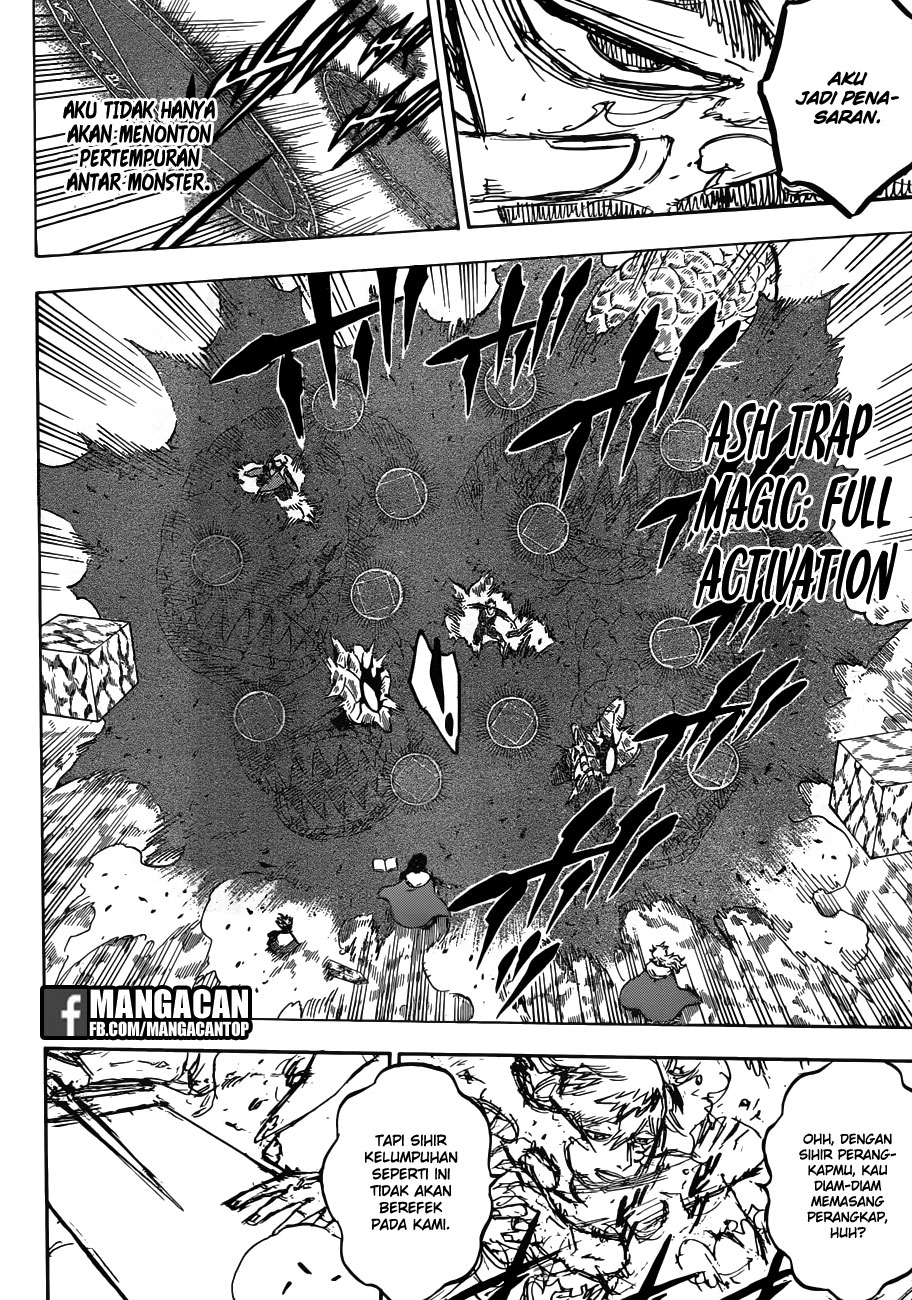 AKU
JADI PENA-
SARAN.
AKU TIDAK HANYA
AKAN MENONTON
PERTEMPURAN
ANTAR MONSTER.
ASH TRAP
MAGIC: FULL
ACTIVATION
MANGACAN
FB.COM/MANGACANTOP
OHH, DENGAN
SIHIR PERANG-
KAPMU, KAU
DIAM-DIAM
MEMASANG
PERANGKAP,
HUH?
TAPI SIHIR
KELUMPUHAN
SEPERTI INI
TIDAK AKAN
BEREFEK
PADA KAMI.